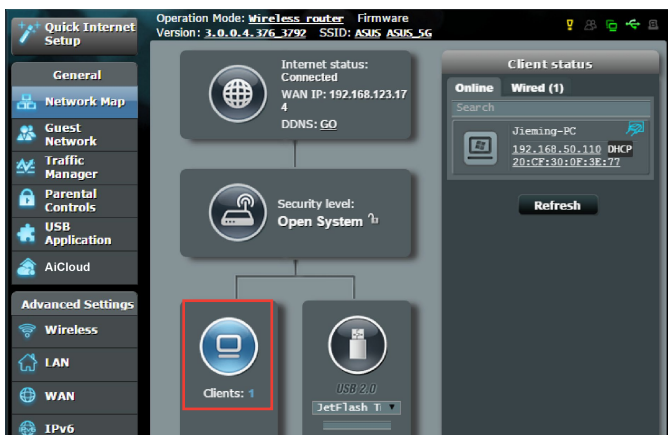 Quick Internet
Setup
Operation Mode: Wireless router Firmware
Version: 3.0.0.4.376_3792 SSID: ASUS ASUS_5G
General
Network Map
Guest
Network
Traffic
Manager
Parental
Controls
USB
Application
AiCloud
Advanced Settings
Wireless
LAN
WAN
IPv6
Internet status:
Connected
WAN IP: 192.168.123.17
4
DDNS: GO
Security level:
Open System
Clients: 1
USB 2.0
JetFlash T
Client status
Online Wired (1)
Search
Jieming-PC
192.168.50.110 DHCP
20:CF:30:0F:3E:77
Refresh